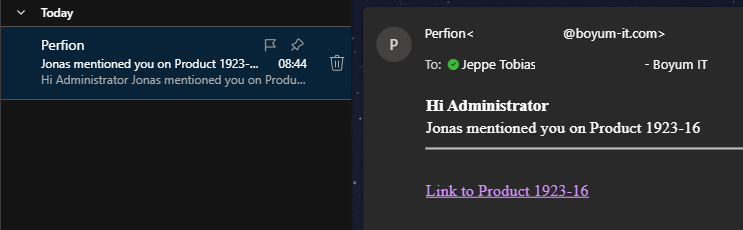 Today
Perfion
Jonas mentioned you on Product 1923-... 08:44
Hi Administrator Jonas mentioned you on Produ...
P
Perfion< @boyum-it.com>
To: Jeppe Tobias - Boyum IT
Hi Administrator
Jonas mentioned you on Product 1923-16
Link to Product 1923-16